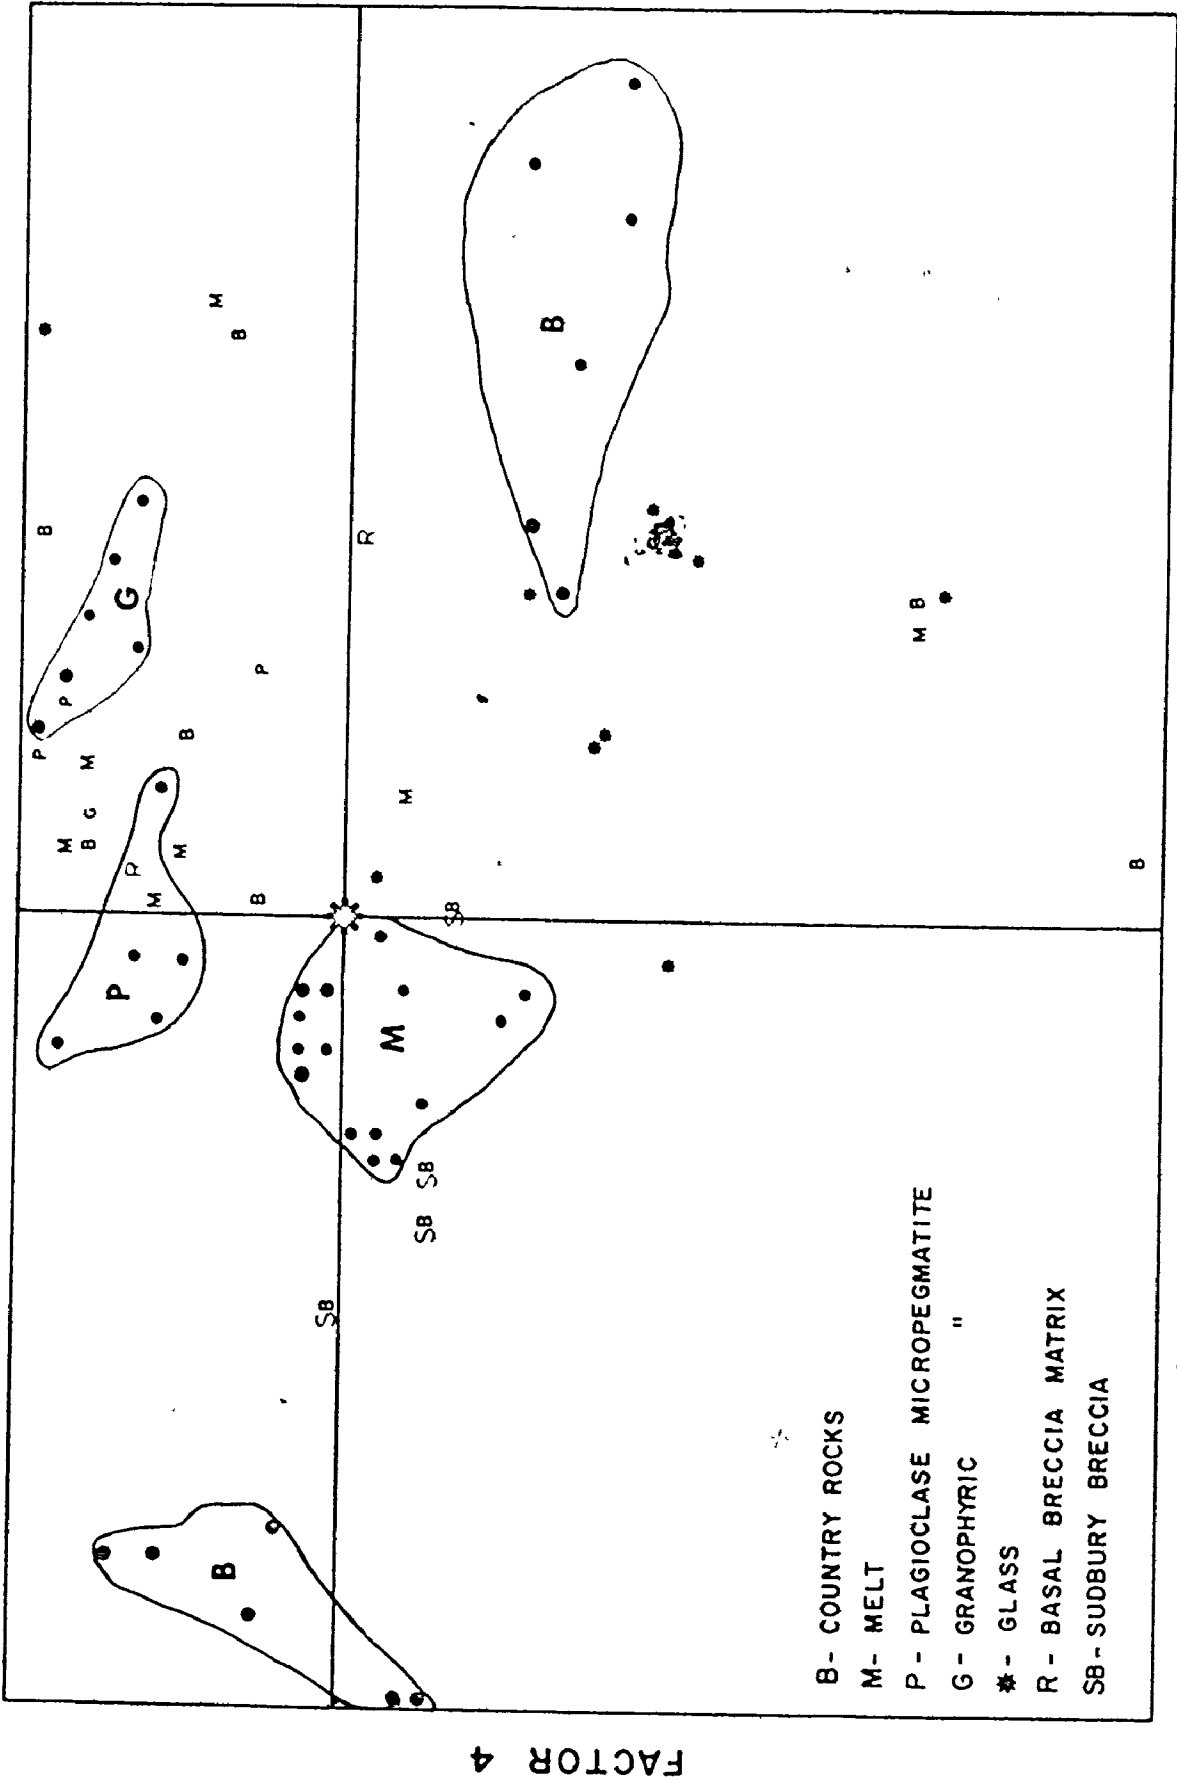 M
B
B
G
P
P
P
B
M
G
M
B
M
R
M
B
P
B
R
B
M
B
M
SB
B
M
SB
SB
SB
B
B- COUNTRY ROCKS
M- MELT
P- PLAGIOCLASE MICROPEGMATITE
G- GRANOPHYRIC "
✱- GLASS
R- BASAL BRECCIA MATRIX
SB- SUDBURY BRECCIA
FACTOR 4